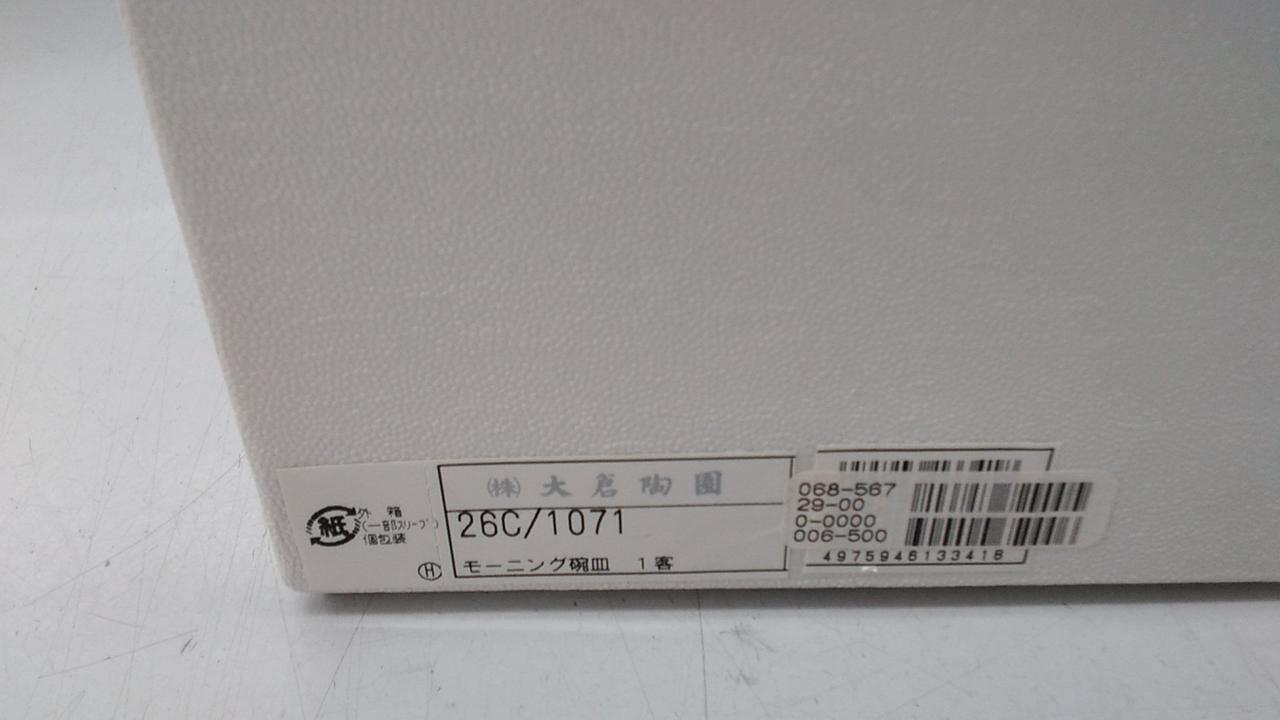 紙
外 箱
(一部スリーブ)
個包装
H
㈱ 大倉陶園
26C/1071
モーニング碗皿 1客
068-567
29-00
0-0000
006-500
4975946133418